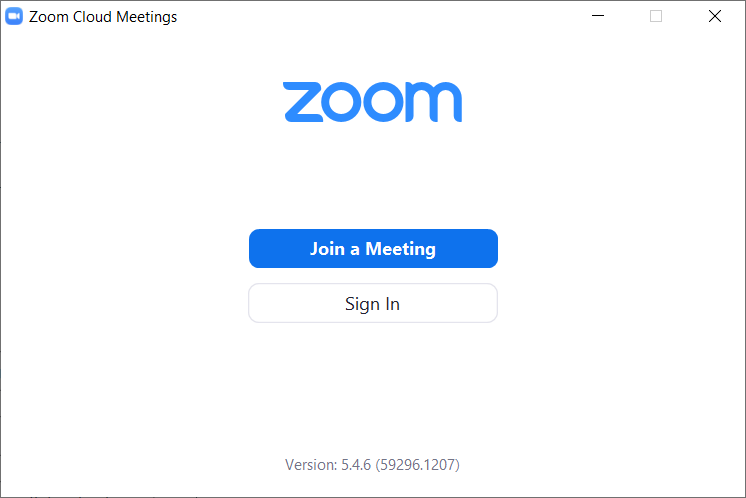 Zoom Cloud Meetings
zoom
Join a Meeting
Sign In
Version: 5.4.6 (59296.1207)